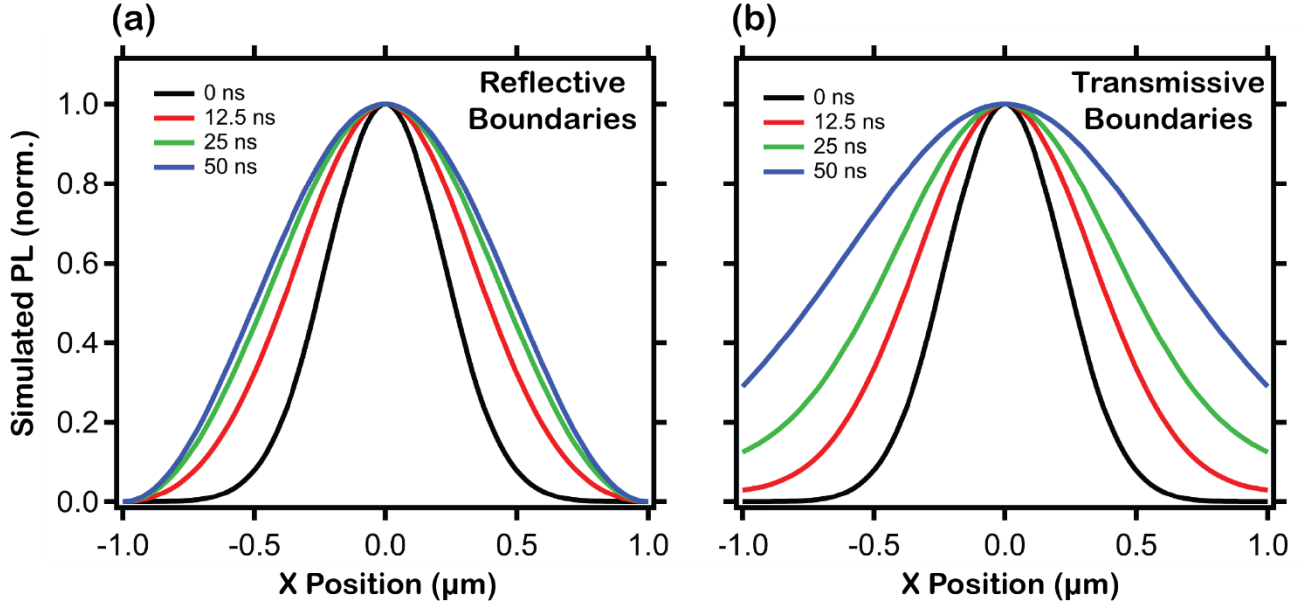 (a)
Reflective
Boundaries
0 ns
12.5 ns
25 ns
50 ns
Simulated PL (norm.)
1.0
0.8
0.6
0.4
0.2
0.0
-1.0
-0.5
0.0
0.5
1.0
X Position (µm)
(b)
Transmissive
Boundaries
0 ns
12.5 ns
25 ns
50 ns
-1.0
-0.5
0.0
0.5
1.0
X Position (µm)